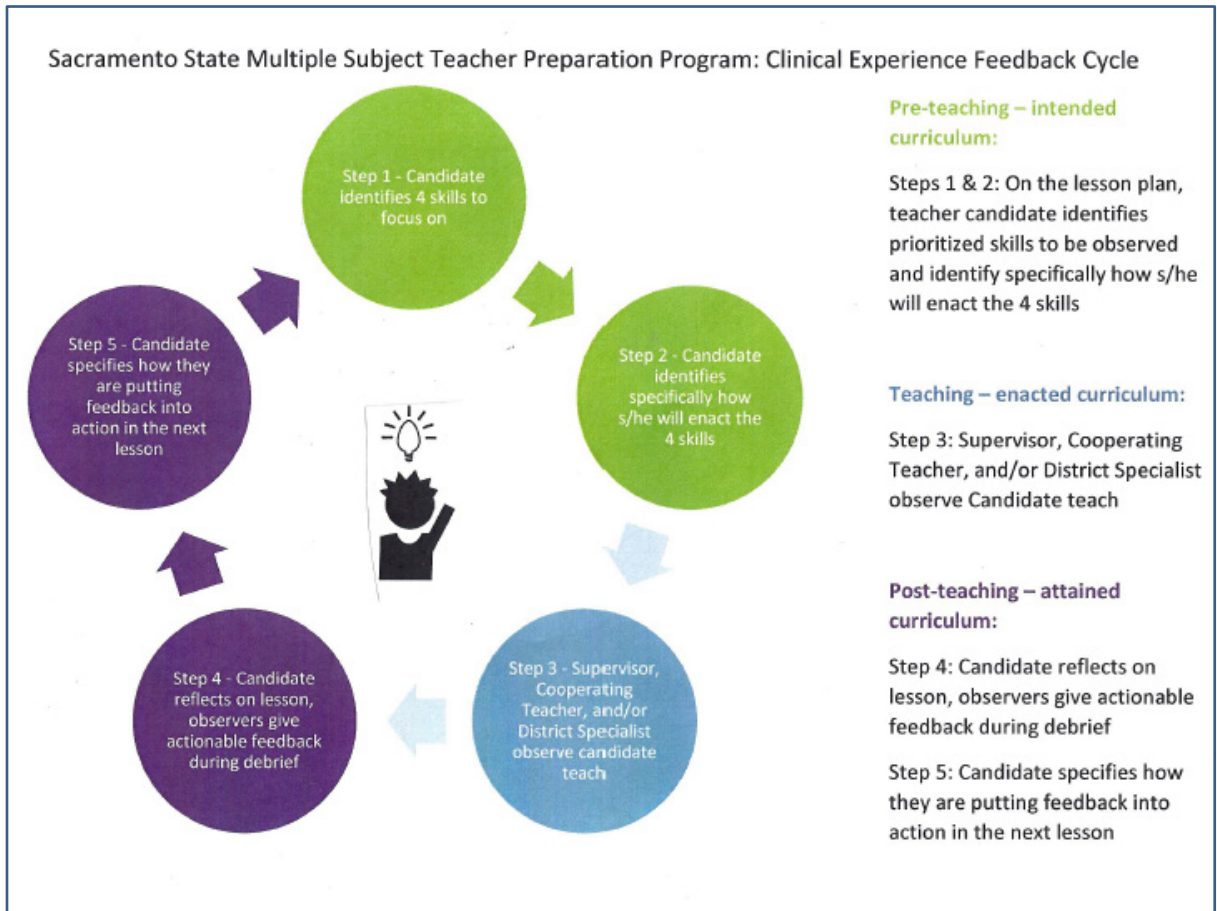 Sacramento State Multiple Subject Teacher Preparation Program: Clinical Experience Feedback Cycle
Step 1 - Candidate
identifies 4 skills to
focus on
Step 2 - Candidate
identifies
specifically how
s/he will enact the
4 skills
Step 3 - Supervisor,
Cooperating
Teacher, and/or
District Specialist
observe candidate
teach
Step 4 - Candidate
reflects on lesson,
observers give
actionable feedback
during debrief
Step 5 - Candidate
specifies how they
are putting
feedback into
action in the next
lesson
Pre-teaching – intended
curriculum:
Steps 1 & 2: On the lesson plan,
teacher candidate identifies
prioritized skills to be observed
and identify specifically how s/he
will enact the 4 skills
Teaching – enacted curriculum:
Step 3: Supervisor, Cooperating
Teacher, and/or District Specialist
observe Candidate teach
Post-teaching – attained
curriculum:
Step 4: Candidate reflects on
lesson, observers give actionable
feedback during debrief
Step 5: Candidate specifies how
they are putting feedback into
action in the next lesson